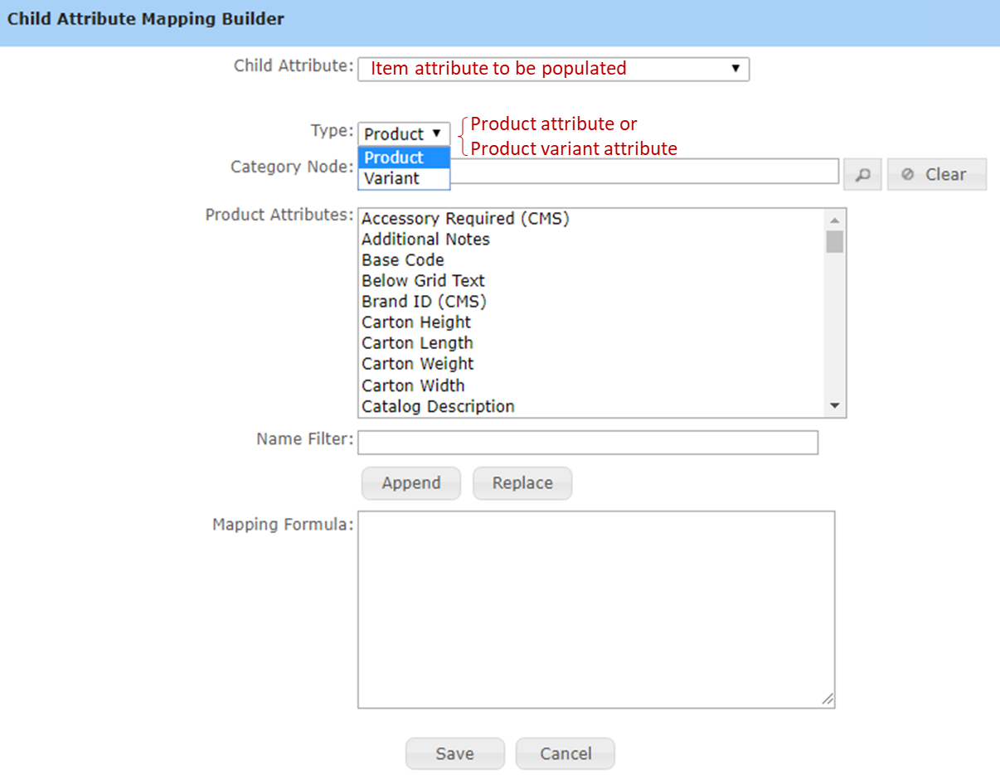 Child Attribute Mapping Builder
Child Attribute: Item attribute to be populated
Type: Product Product attribute or
Product Product variant attribute
Variant
Category Node: Clear
Product Attributes: Accessory Required (CMS)
Additional Notes
Base Code
Below Grid Text
Brand ID (CMS)
Carton Height
Carton Length
Carton Weight
Carton Width
Catalog Description
Name Filter:
Append Replace
Mapping Formula:
Save Cancel